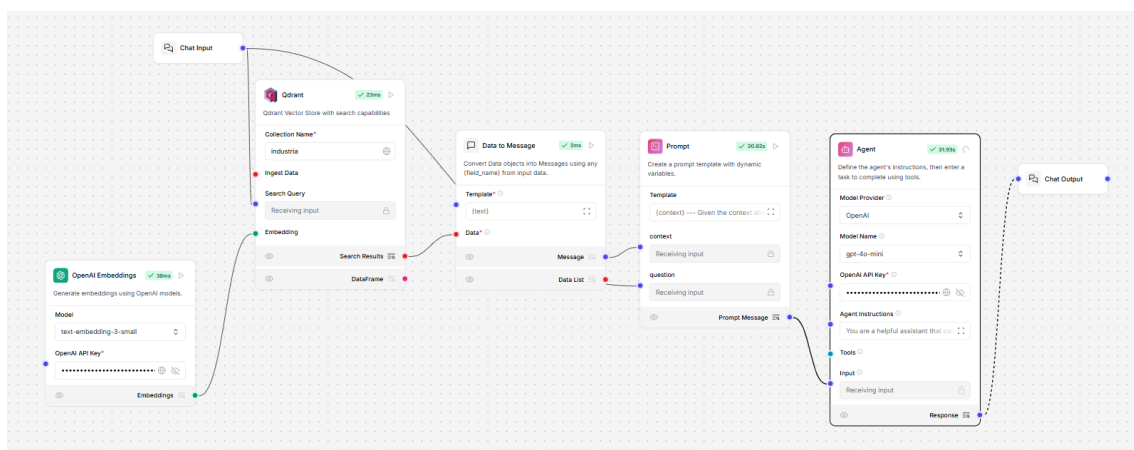 Chat Input
Qdrant
23ms
Qdrant Vector Store with search capabilities
Collection Name*
industria
Ingest Data
Search Query
Receiving input
Embedding
Search Results
DataFrame
OpenAI Embeddings
38ms
Generate embeddings using OpenAI models.
Model
text-embedding-3-small
OpenAI API Key*
Embeddings
Data to Message
2ms
Convert Data objects into Messages using any
{field_name} from input data.
Template*
{text}
Data*
Message
Data List
Prompt
30.82s
Create a prompt template with dynamic
variables.
Template
{context} --- Given the context
context
Receiving input
question
Receiving input
Prompt Message
Agent
Define the agent's instructions, then enter a
task to complete using tools.
Model Provider
OpenAI
Model Name
gpt-4o-mini
OpenAI API Key*
Agent Instructions
You are a helpful assistant that
Tools
Input
Receiving input
Response
Chat Output